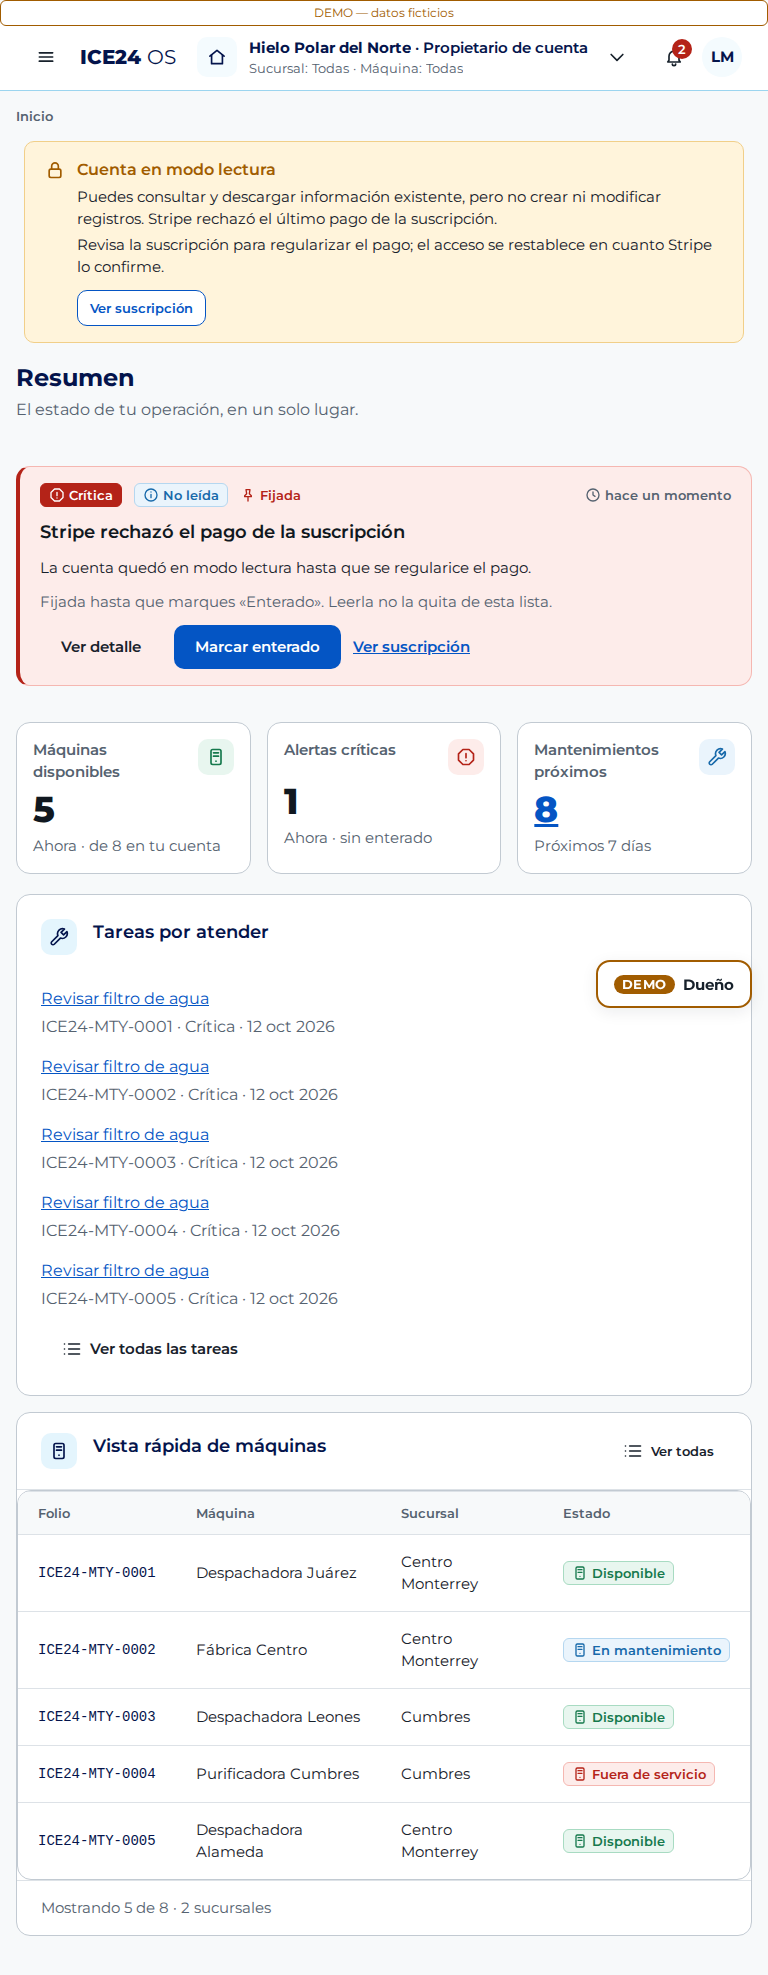 DEMO — datos ficticios
ICE24 OS
Hielo Polar del Norte · Propietario de cuenta
Sucursal: Todas · Máquina: Todas
2
LM
Inicio
Cuenta en modo lectura
Puedes consultar y descargar información existente, pero no crear ni modificar
registros. Stripe rechazó el último pago de la suscripción.
Revisa la suscripción para regularizar el pago; el acceso se restablece en cuanto Stripe
lo confirme.
Ver suscripción
Resumen
El estado de tu operación, en un solo lugar.
Crítica
No leída
Fijada
hace un momento
Stripe rechazó el pago de la suscripción
La cuenta quedó en modo lectura hasta que se regularice el pago.
Fijada hasta que marques «Enterado». Leerla no la quita de esta lista.
Ver detalle
Marcar enterado
Ver suscripción
Máquinas
disponibles
5
Ahora · de 8 en tu cuenta
Alertas críticas
1
Ahora · sin enterado
Mantenimientos
próximos
8
Próximos 7 días
Tareas por atender
DEMO Dueño
Revisar filtro de agua
ICE24-MTY-0001 · Crítica · 12 oct 2026
Revisar filtro de agua
ICE24-MTY-0002 · Crítica · 12 oct 2026
Revisar filtro de agua
ICE24-MTY-0003 · Crítica · 12 oct 2026
Revisar filtro de agua
ICE24-MTY-0004 · Crítica · 12 oct 2026
Revisar filtro de agua
ICE24-MTY-0005 · Crítica · 12 oct 2026
Ver todas las tareas
Vista rápida de máquinas
Ver todas
Folio Máquina Sucursal Estado
ICE24-MTY-0001 Despachadora Juárez Centro Monterrey Disponible
ICE24-MTY-0002 Fábrica Centro Centro Monterrey En mantenimiento
ICE24-MTY-0003 Despachadora Leones Cumbres Disponible
ICE24-MTY-0004 Purificadora Cumbres Cumbres Fuera de servicio
ICE24-MTY-0005 Despachadora Alameda Centro Monterrey Disponible
Mostrando 5 de 8 · 2 sucursales